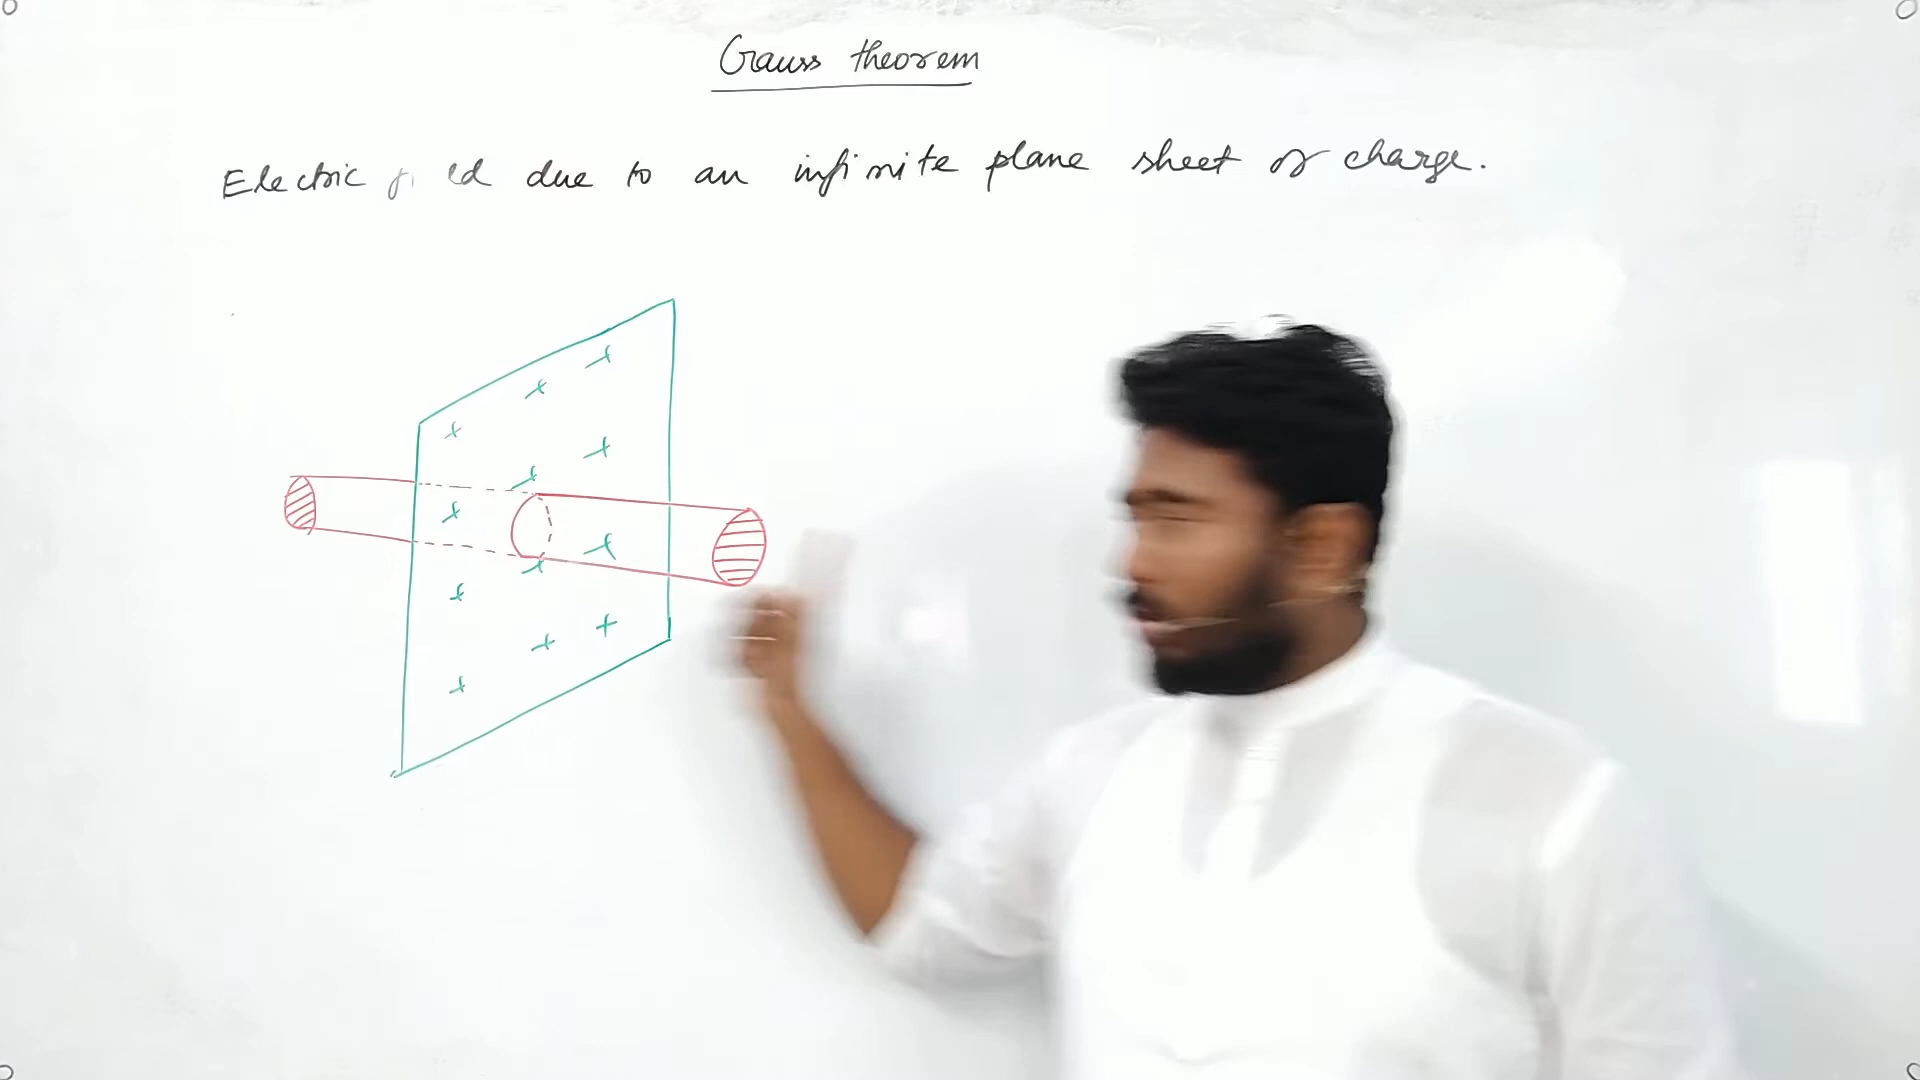 Gauss theorem
Electric field due to an infinite plane sheet of charge.